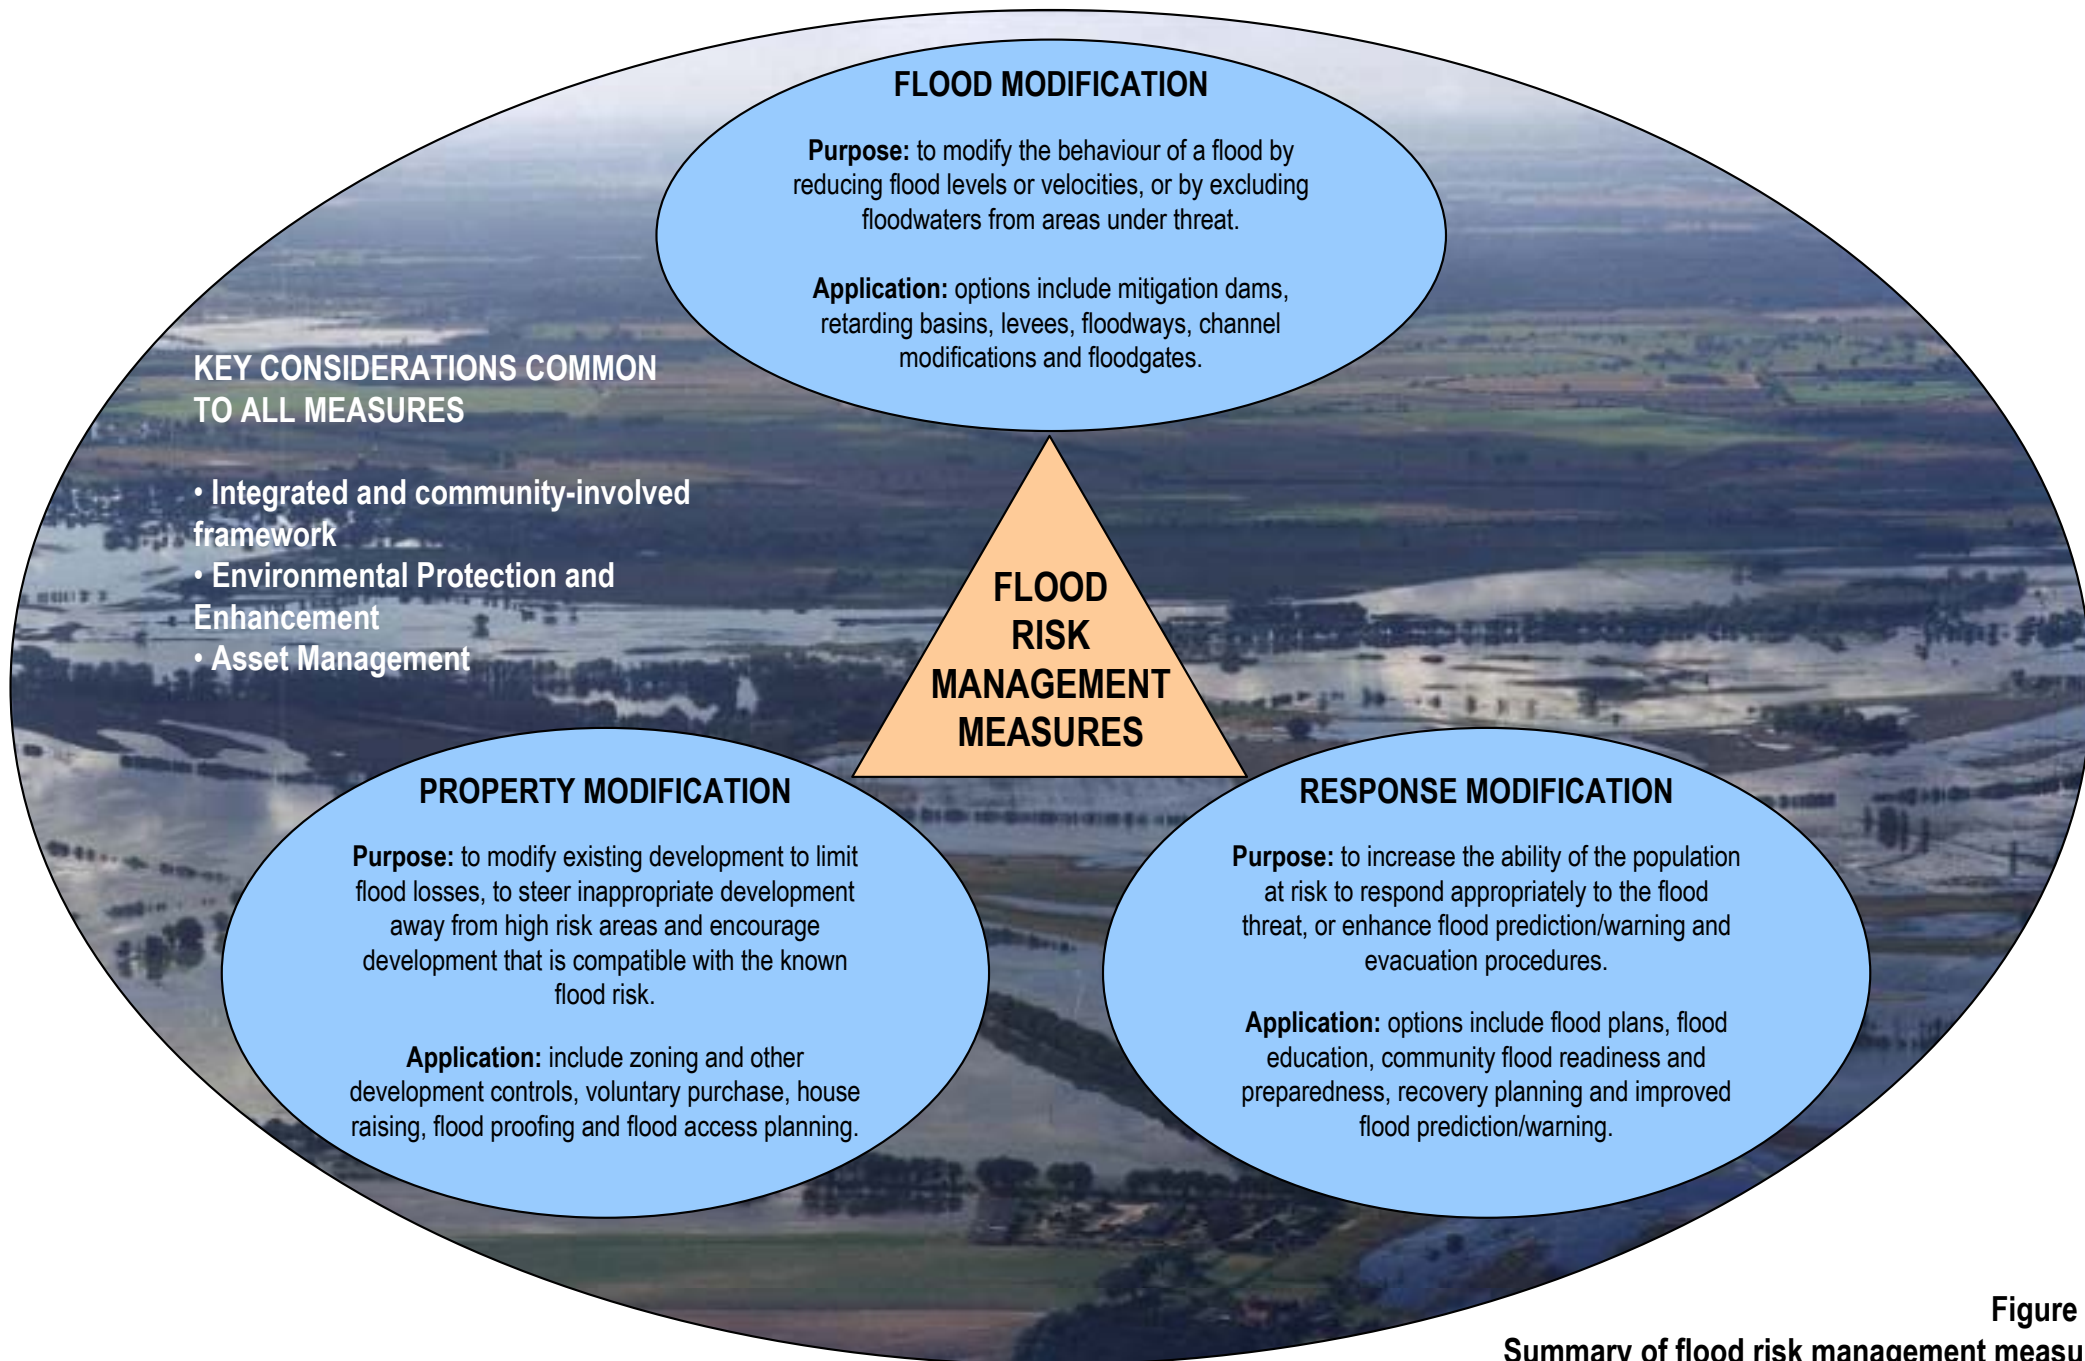 FLOOD MODIFICATION
Purpose: to modify the behaviour of a flood by
reducing flood levels or velocities, or by excluding
floodwaters from areas under threat.
Application: options include mitigation dams,
retarding basins, levees, floodways, channel
modifications and floodgates.
KEY CONSIDERATIONS COMMON
TO ALL MEASURES
• Integrated and community-involved
framework
• Environmental Protection and
Enhancement
• Asset Management
FLOOD
RISK
MANAGEMENT
MEASURES
PROPERTY MODIFICATION
Purpose: to modify existing development to limit
flood losses, to steer inappropriate development
away from high risk areas and encourage
development that is compatible with the known
flood risk.
Application: include zoning and other
development controls, voluntary purchase, house
raising, flood proofing and flood access planning.
RESPONSE MODIFICATION
Purpose: to increase the ability of the population
at risk to respond appropriately to the flood
threat, or enhance flood prediction/warning and
evacuation procedures.
Application: options include flood plans, flood
education, community flood readiness and
preparedness, recovery planning and improved
flood prediction/warning.
Figure
Summary of flood risk management